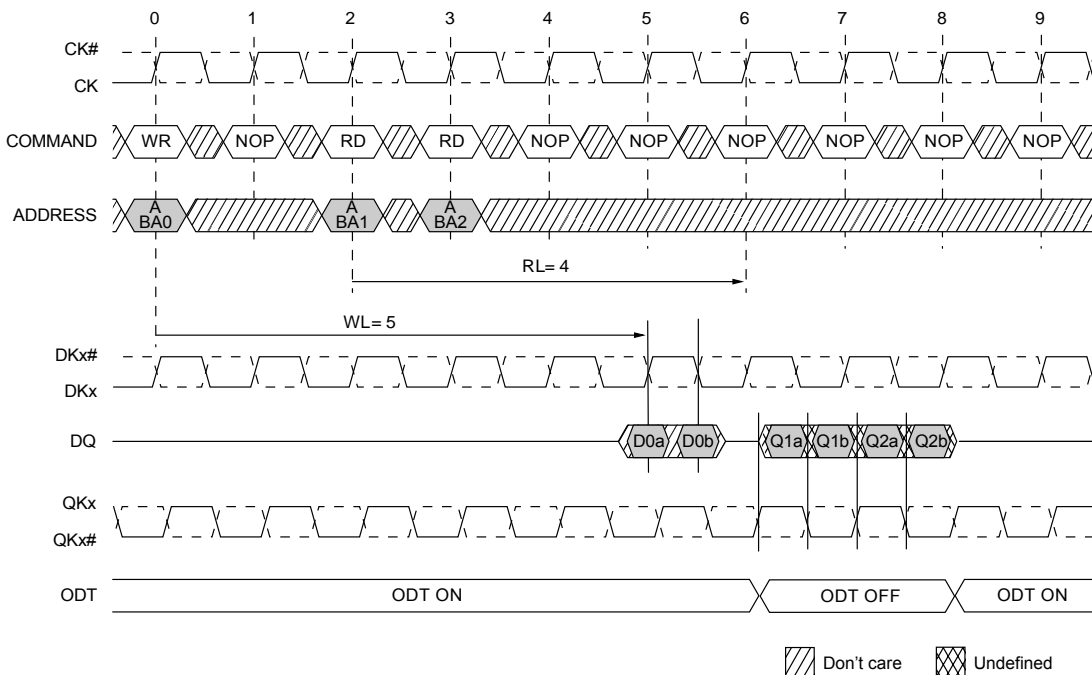 0 1 2 3 4 5 6 7 8 9
CK#
CK
COMMAND WR NOP RD RD NOP NOP NOP NOP NOP NOP
ADDRESS A BA0 A BA1 A BA2
RL= 4
WL= 5
DKx#
DKx
DQ D0a D0b Q1a Q1b Q2a Q2b
QKx
QKx#
ODT ODT ON ODT OFF ODT ON
Don't care Undefined